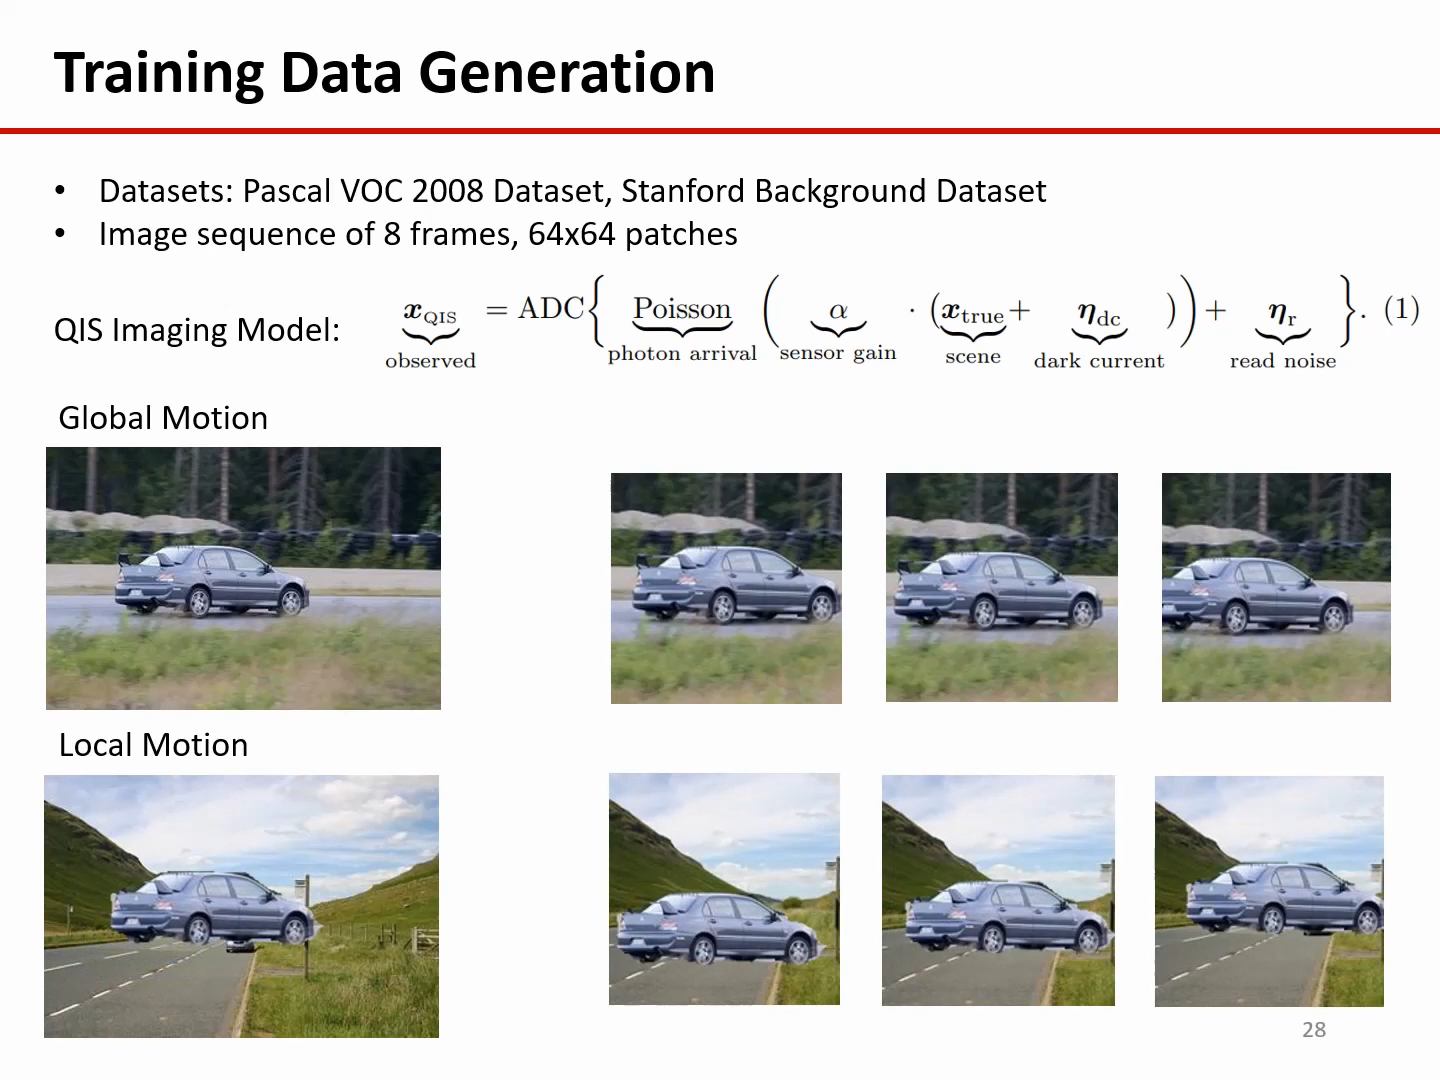 Training Data Generation
• Datasets: Pascal VOC 2008 Dataset, Stanford Background Dataset
• Image sequence of 8 frames, 64x64 patches
QIS Imaging Model: x_QIS = ADC{ Poisson ( α · (x_true + η_dc ) ) + η_r }. (1)
observed photon arrival sensor gain scene dark current read noise
Global Motion
Local Motion
28